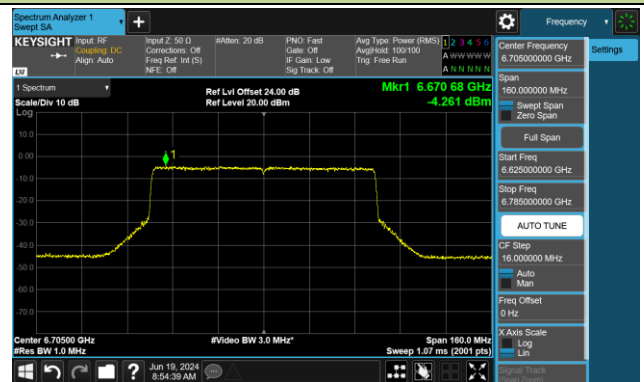 Spectrum Analyzer 1
Swept SA
+
Frequency
KEYSIGHT
Input: RF
Coupling: DC
Align: Auto
Input Z: 50 Ω
Corrections: Off
Freq Ref: Int (S)
NFE: Off
#Atten: 20 dB
PNO: Fast
Gate: Off
IF Gain: Low
Sig Track: Off
Avg Type: Power (RMS)
Avg|Hold: 100/100
Trig: Free Run
1 2 3 4 5 6
A W W W W W
A N N N N N
LXI
Center Frequency
6.705000000 GHz
Settings
Span
160.000000 MHz
Swept Span
Zero Span
Full Span
Start Freq
6.625000000 GHz
Stop Freq
6.785000000 GHz
AUTO TUNE
CF Step
16.000000 MHz
Auto
Man
Freq Offset
0 Hz
X Axis Scale
Log
Lin
Signal Track
(Span Zoom)
1 Spectrum
Scale/Div 10 dB
Log
Ref Lvl Offset 24.00 dB
Ref Level 20.00 dBm
Mkr1 6.670 68 GHz
-4.261 dBm
10.0
0.00
-10.0
-20.0
-30.0
-40.0
-50.0
-60.0
-70.0
1
Center 6.70500 GHz
#Res BW 1.0 MHz
#Video BW 3.0 MHz*
Span 160.0 MHz
Sweep 1.07 ms (2001 pts)
?
Jun 19, 2024
8:54:39 AM